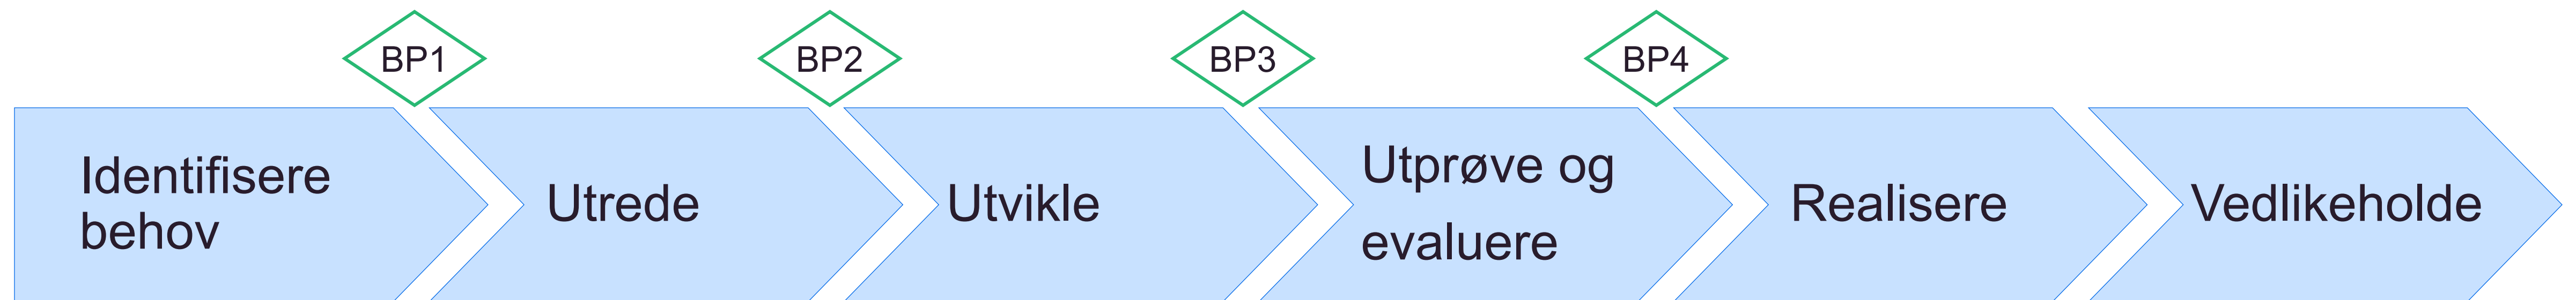 BP1
BP2
BP3
BP4
Identifisere
behov
Utrede
Utvikle
Utprøve og
evaluere
Realisere
Vedlikeholde